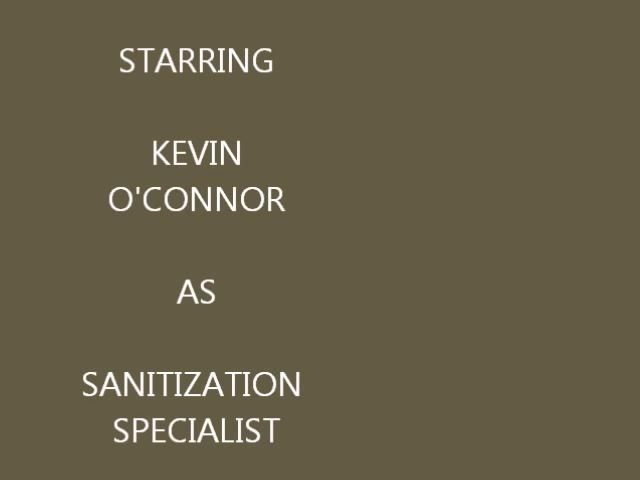 STARRING
KEVIN
O'CONNOR
AS
SANITIZATION
SPECIALIST